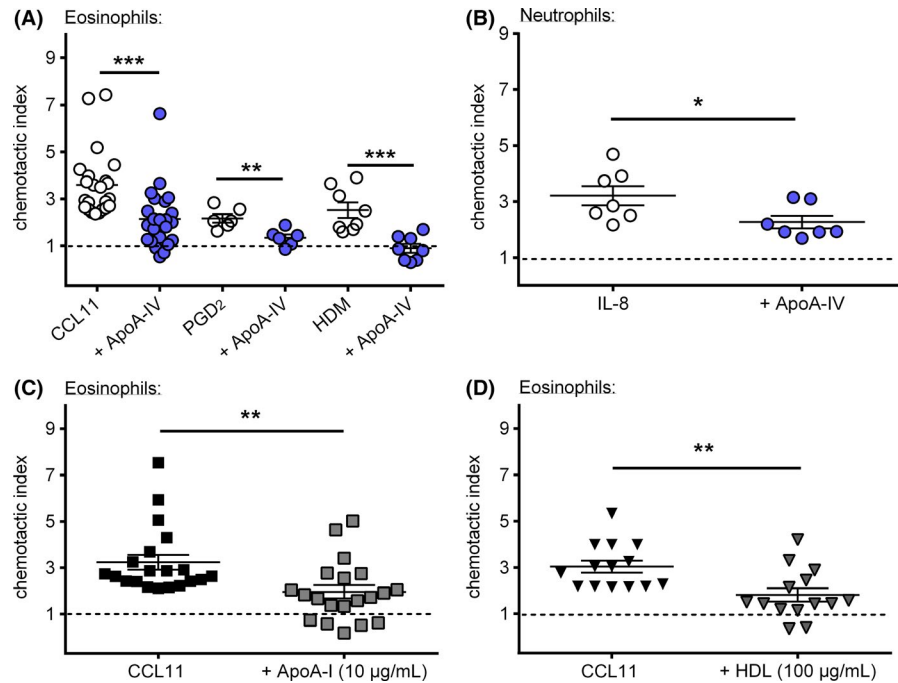 (A) Eosinophils:
chemotactic index
9
7
5
3
1
***
**
***
CCL11
+ ApoA-IV
PGD2
+ ApoA-IV
HDM
+ ApoA-IV
(B) Neutrophils:
chemotactic index
9
7
5
3
1
*
IL-8
+ ApoA-IV
(C) Eosinophils:
chemotactic index
9
7
5
3
1
**
CCL11
+ ApoA-I (10 µg/mL)
(D) Eosinophils:
chemotactic index
9
7
5
3
1
**
CCL11
+ HDL (100 µg/mL)